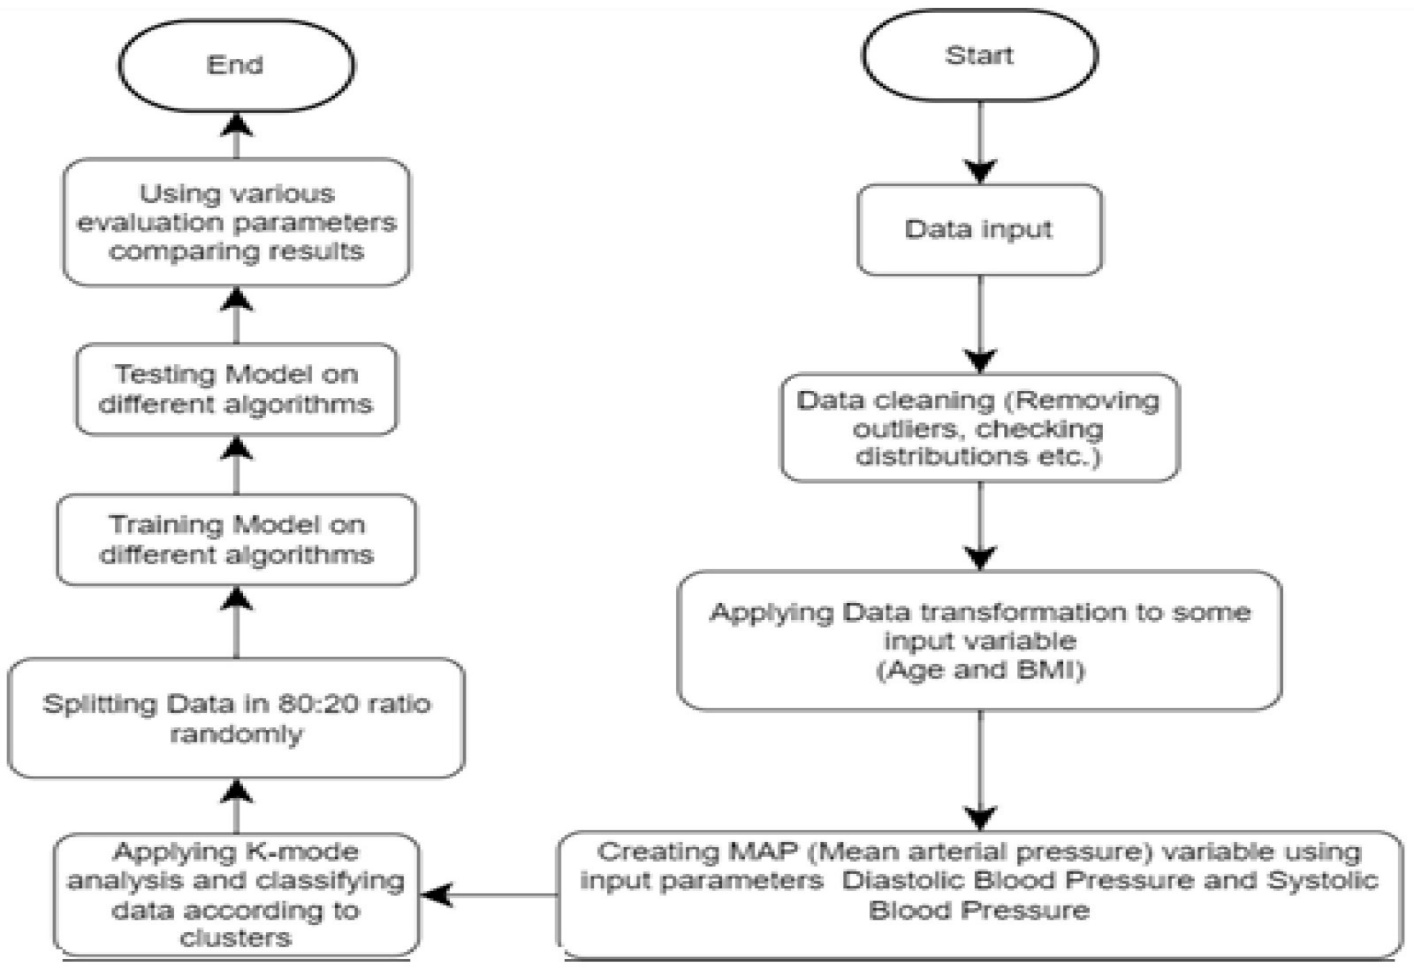 Start
Data input
Data cleaning (Removing
outliers, checking
distributions etc.)
Applying Data transformation to some
input variable
(Age and BMI)
Creating MAP (Mean arterial pressure) variable using
input parameters  Diastolic Blood Pressure and Systolic
Blood Pressure
Applying K-mode
analysis and classifying
data according to
clusters
Splitting Data in 80:20 ratio
randomly
Training Model on
different algorithms
Testing Model on
different algorithms
Using various
evaluation parameters
comparing results
End